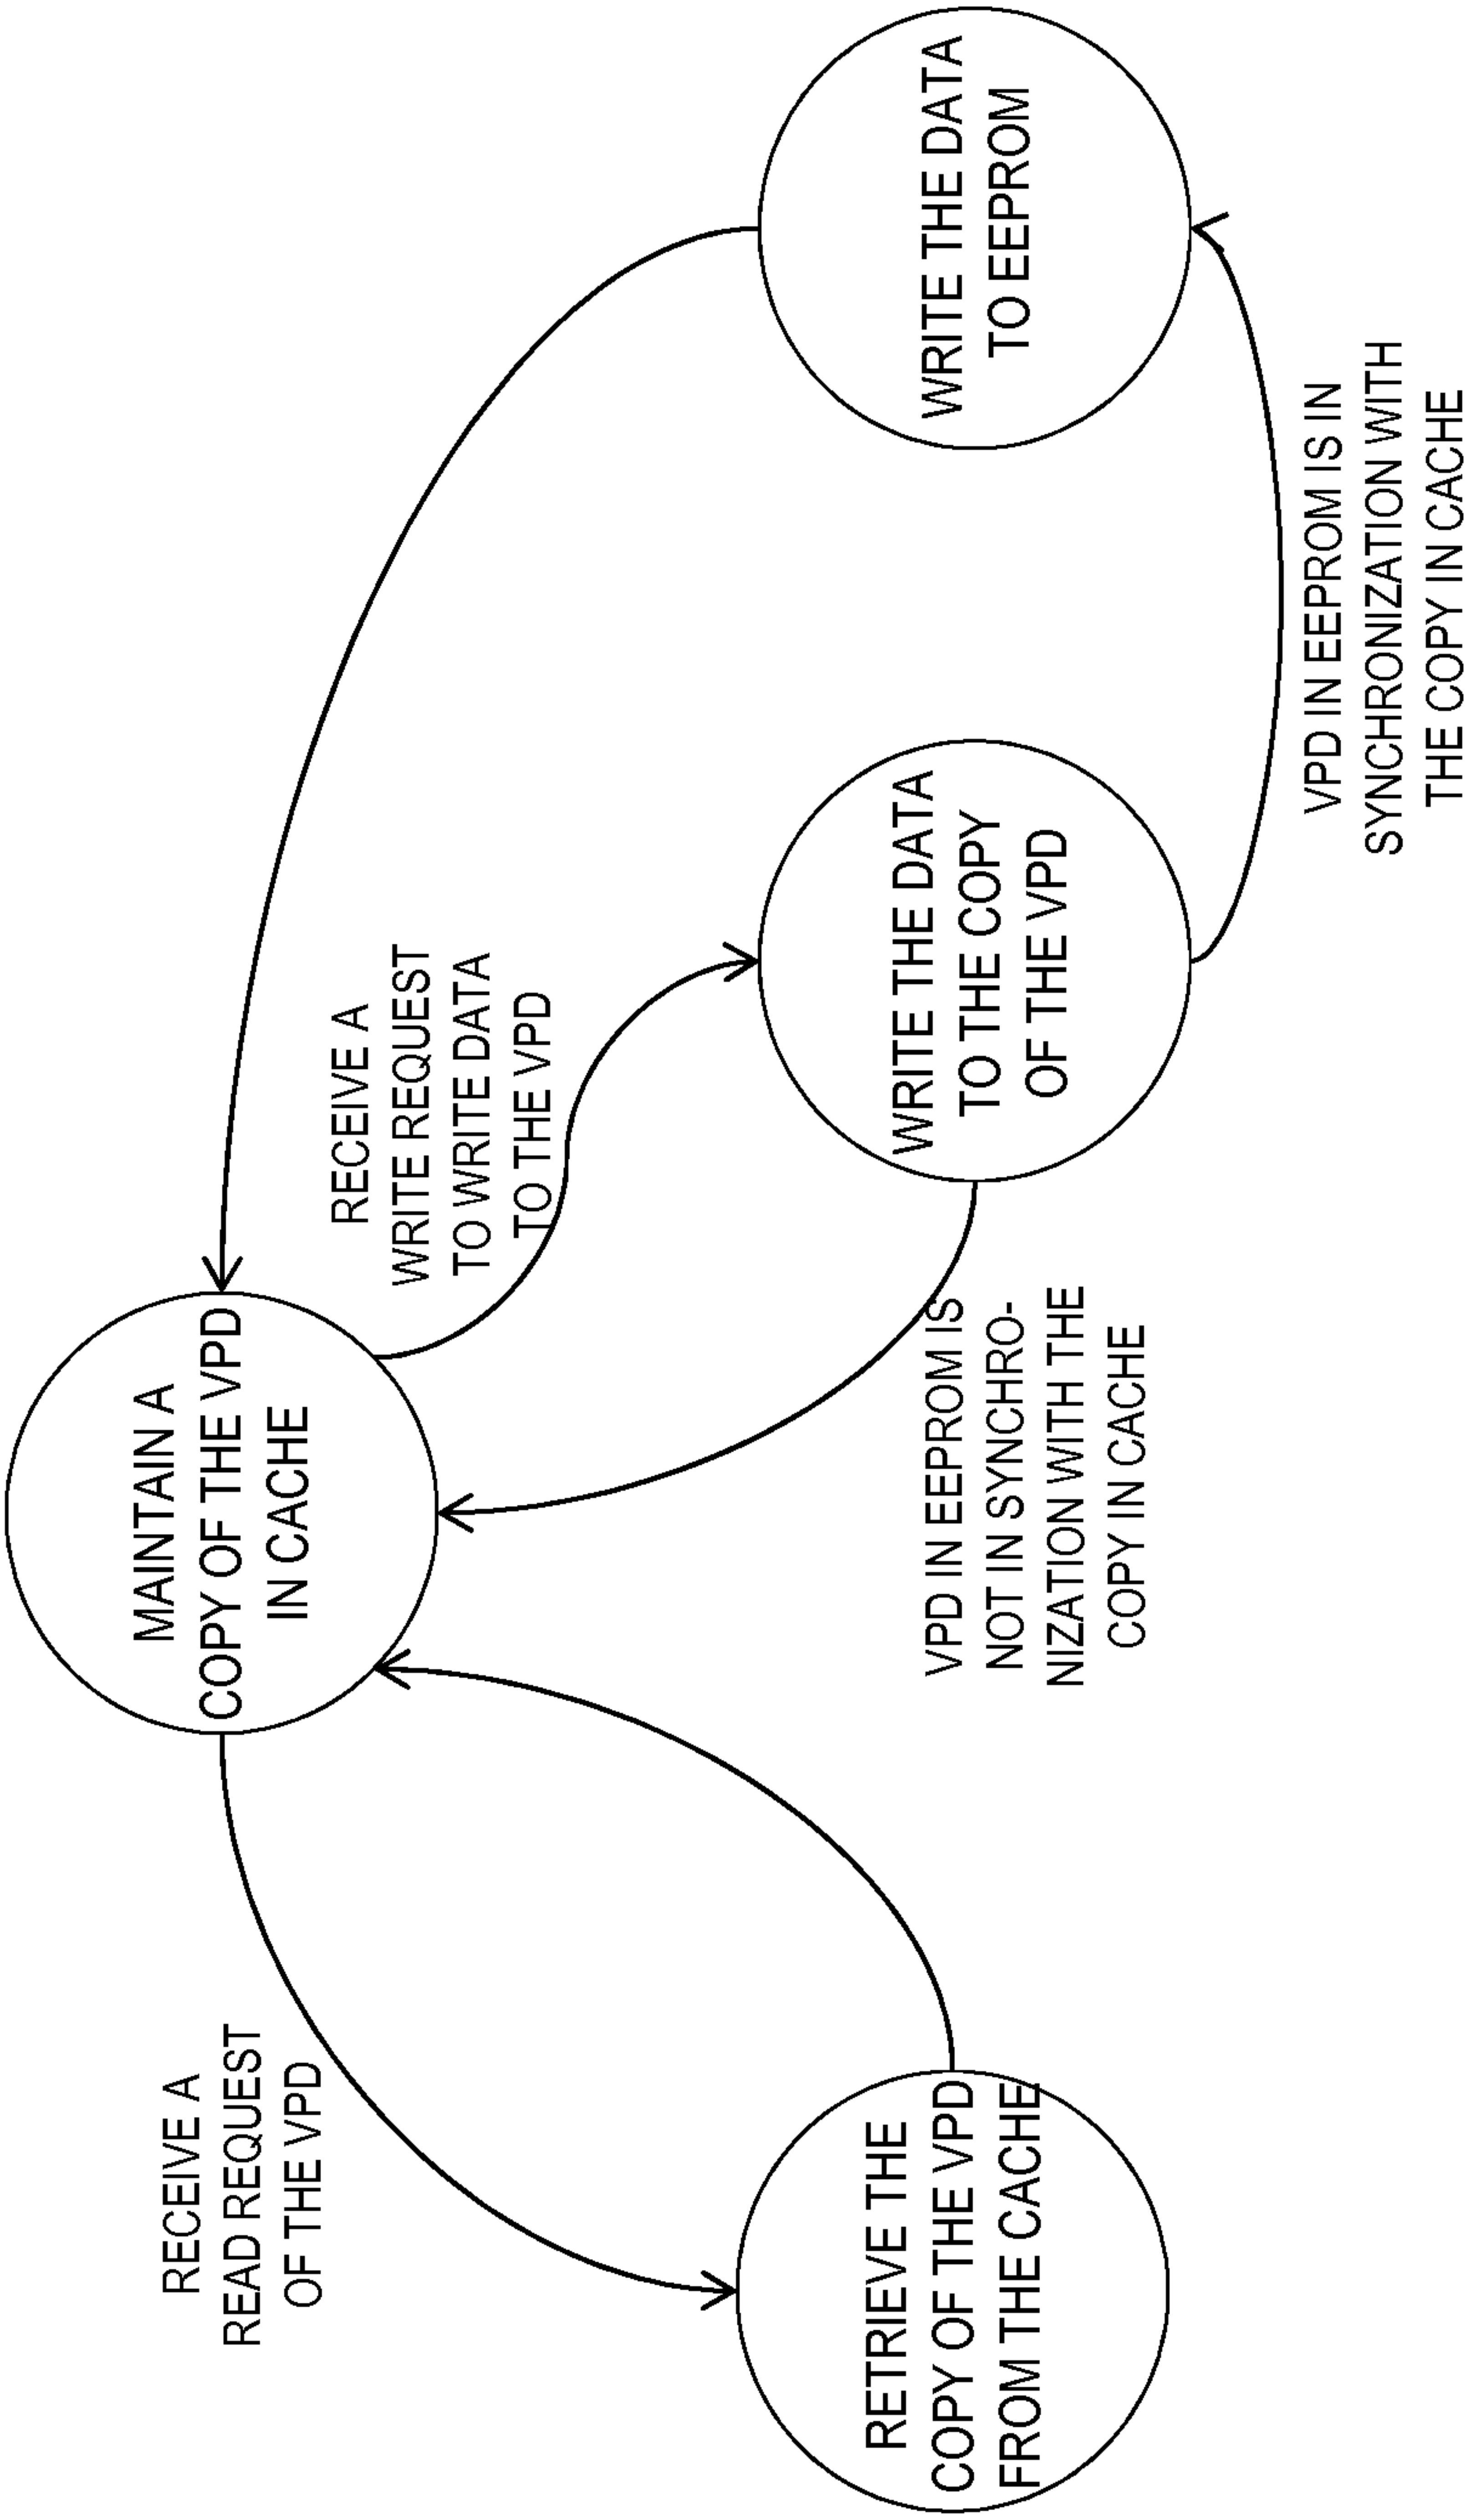 MAINTAIN A
COPY OF THE VPD
IN CACHE
RECEIVE A
READ REQUEST
OF THE VPD
RECEIVE A
WRITE REQUEST
TO WRITE DATA
TO THE VPD
RETRIEVE THE
COPY OF THE VPD
FROM THE CACHE
VPD IN EEPROM IS
NOT IN SYNCHRO-
NIZATION WITH THE
COPY IN CACHE
WRITE THE DATA
TO THE COPY
OF THE VPD
WRITE THE DATA
TO EEPROM
VPD IN EEPROM IS IN
SYNCHRONIZATION WITH
THE COPY IN CACHE